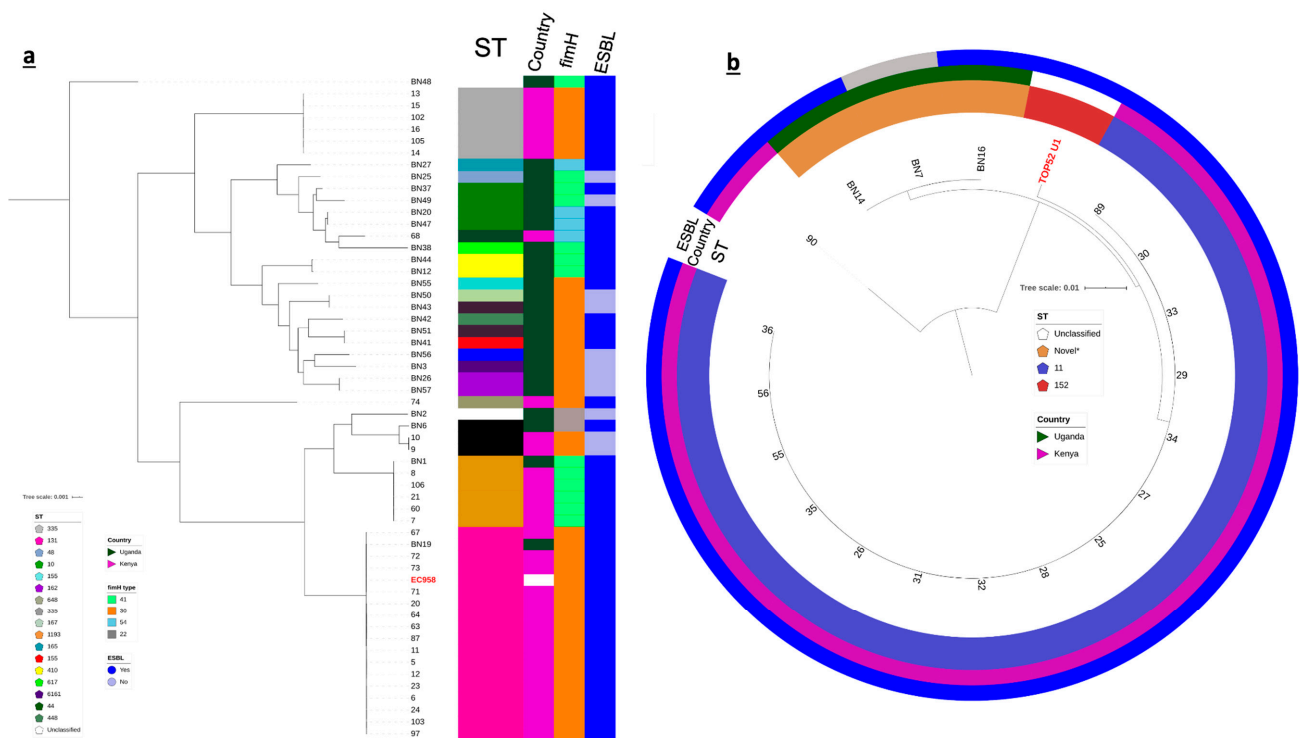 a
ST
Country
fimH
ESBL
BN48
13
15
102
16
105
14
BN27
BN25
BN37
BN49
BN20
BN47
68
BN38
BN44
BN12
BN55
BN50
BN43
BN42
BN51
BN41
BN56
BN3
BN26
BN57
74
BN2
BN6
10
9
BN1
8
106
21
60
7
67
BN19
72
73
EC958
71
20
64
63
87
11
5
12
23
6
24
103
97
Tree scale: 0.001
ST
335
131
48
10
155
162
648
339
167
1193
165
155
410
617
6161
44
448
Unclassified
Country
Uganda
Kenya
fimH type
41
30
54
22
ESBL
Yes
No
b
ESBL
Country
ST
90
BN14
BN7
BN16
TOP52 U1
89
30
33
29
34
27
25
28
32
31
26
35
55
56
36
Tree scale: 0.01
ST
Unclassified
Novel*
11
152
Country
Uganda
Kenya